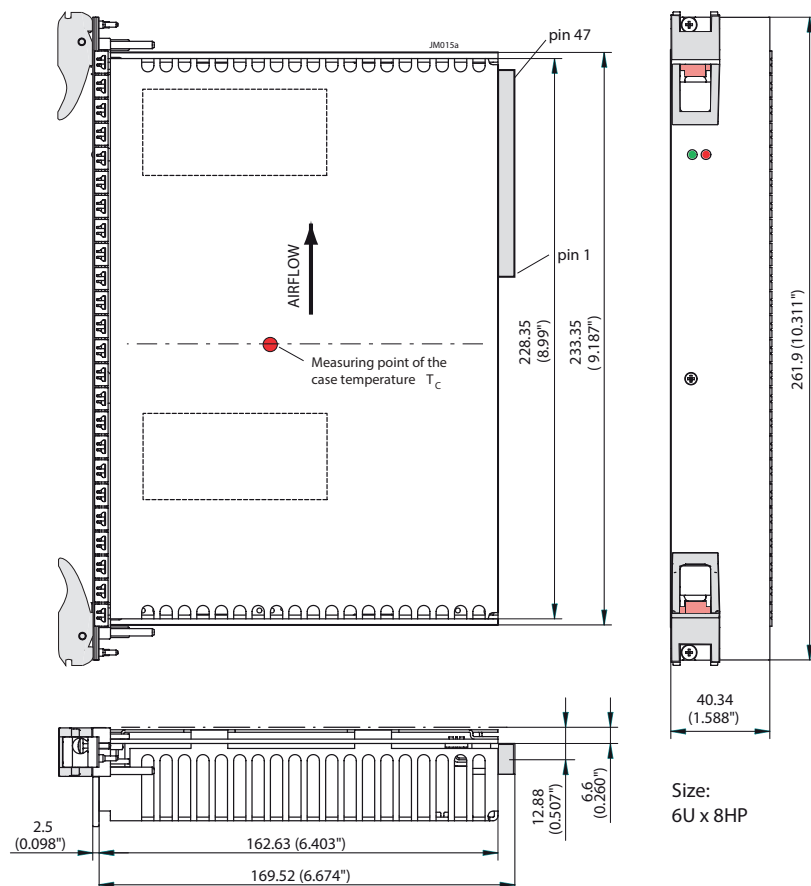 JM015a
pin 47
pin 1
AIRFLOW
Measuring point of the
case temperature T_C
228.35
(8.99")
233.35
( 9.187")
261.9 (10.311")
40.34
(1.588")
12.88
(0.507")
6.6
(0.260")
Size:
6U x 8HP
2.5
(0.098")
162.63 (6.403")
169.52 (6.674")